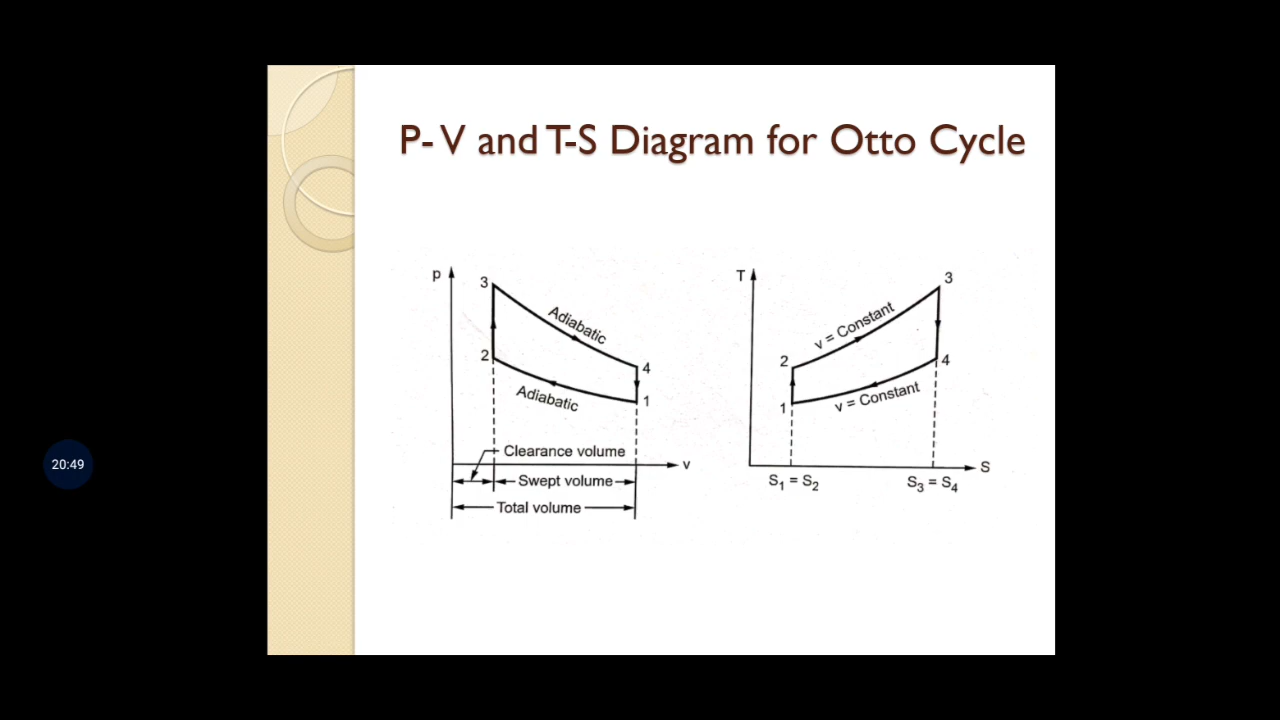 P-V and T-S Diagram for Otto Cycle
p
3
Adiabatic
2
4
Adiabatic
1
Clearance volume
v
Swept volume
Total volume
T
3
v = Constant
2
4
v = Constant
1
S
S1 = S2
S3 = S4
20:49